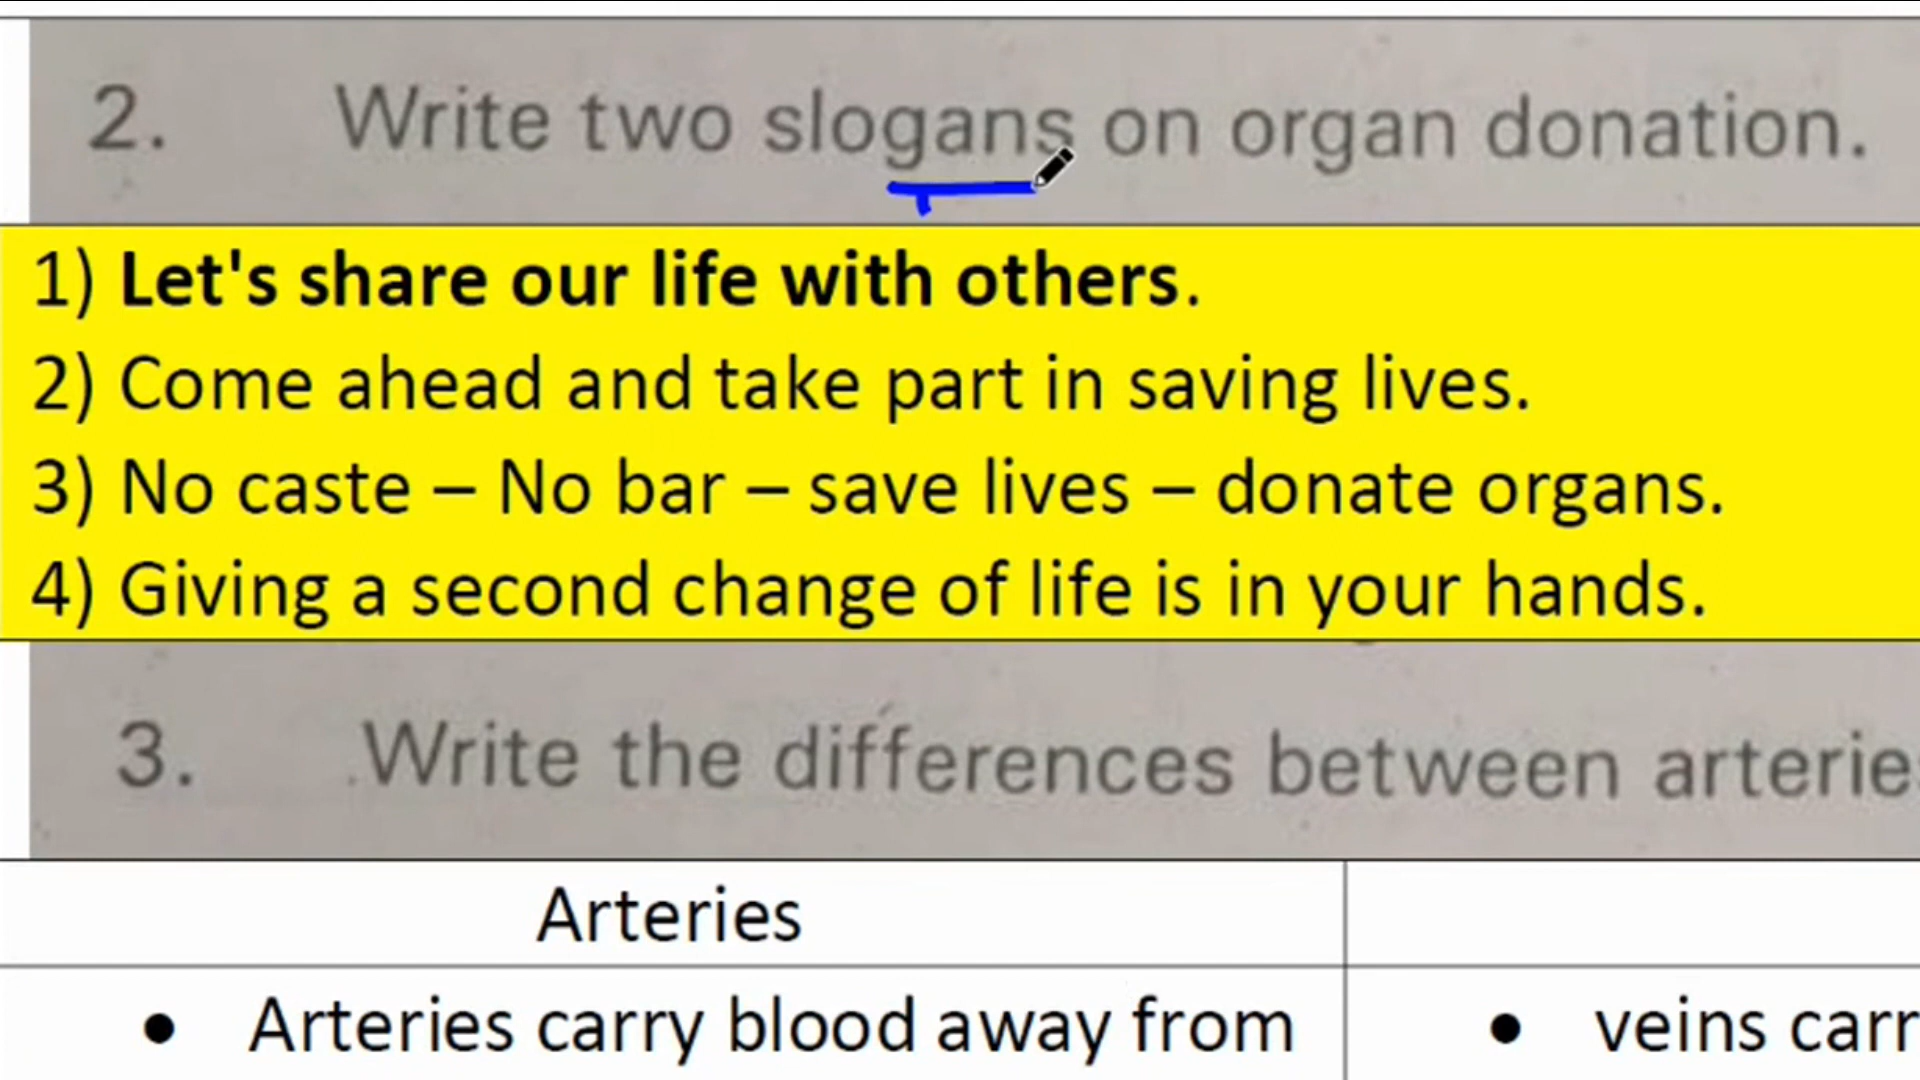 2. Write two slogans on organ donation.
1) Let's share our life with others.
2) Come ahead and take part in saving lives.
3) No caste – No bar – save lives – donate organs.
4) Giving a second change of life is in your hands.
3. Write the differences between
Arteries
• Arteries carry blood away from
• veins